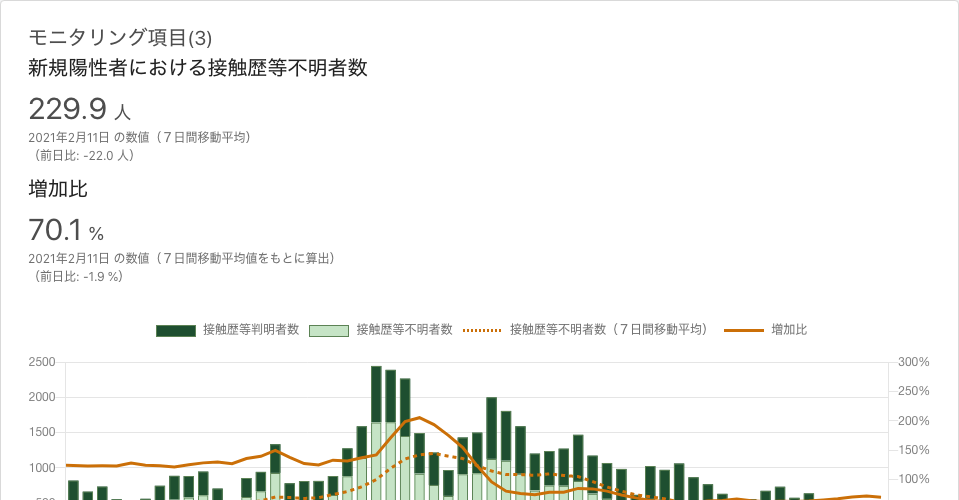 モニタリング項目(3)
新規陽性者における接触歴等不明者数
229.9 人
2021年2月11日 の数値（７日間移動平均）
（前日比: -22.0 人）
増加比
70.1 %
2021年2月11日 の数値（７日間移動平均値をもとに算出）
（前日比: -1.9 %）
接触歴等判明者数 接触歴等不明者数 接触歴等不明者数（７日間移動平均） 増加比
2500 300%
250%
2000
200%
1500
150%
1000
100%
500